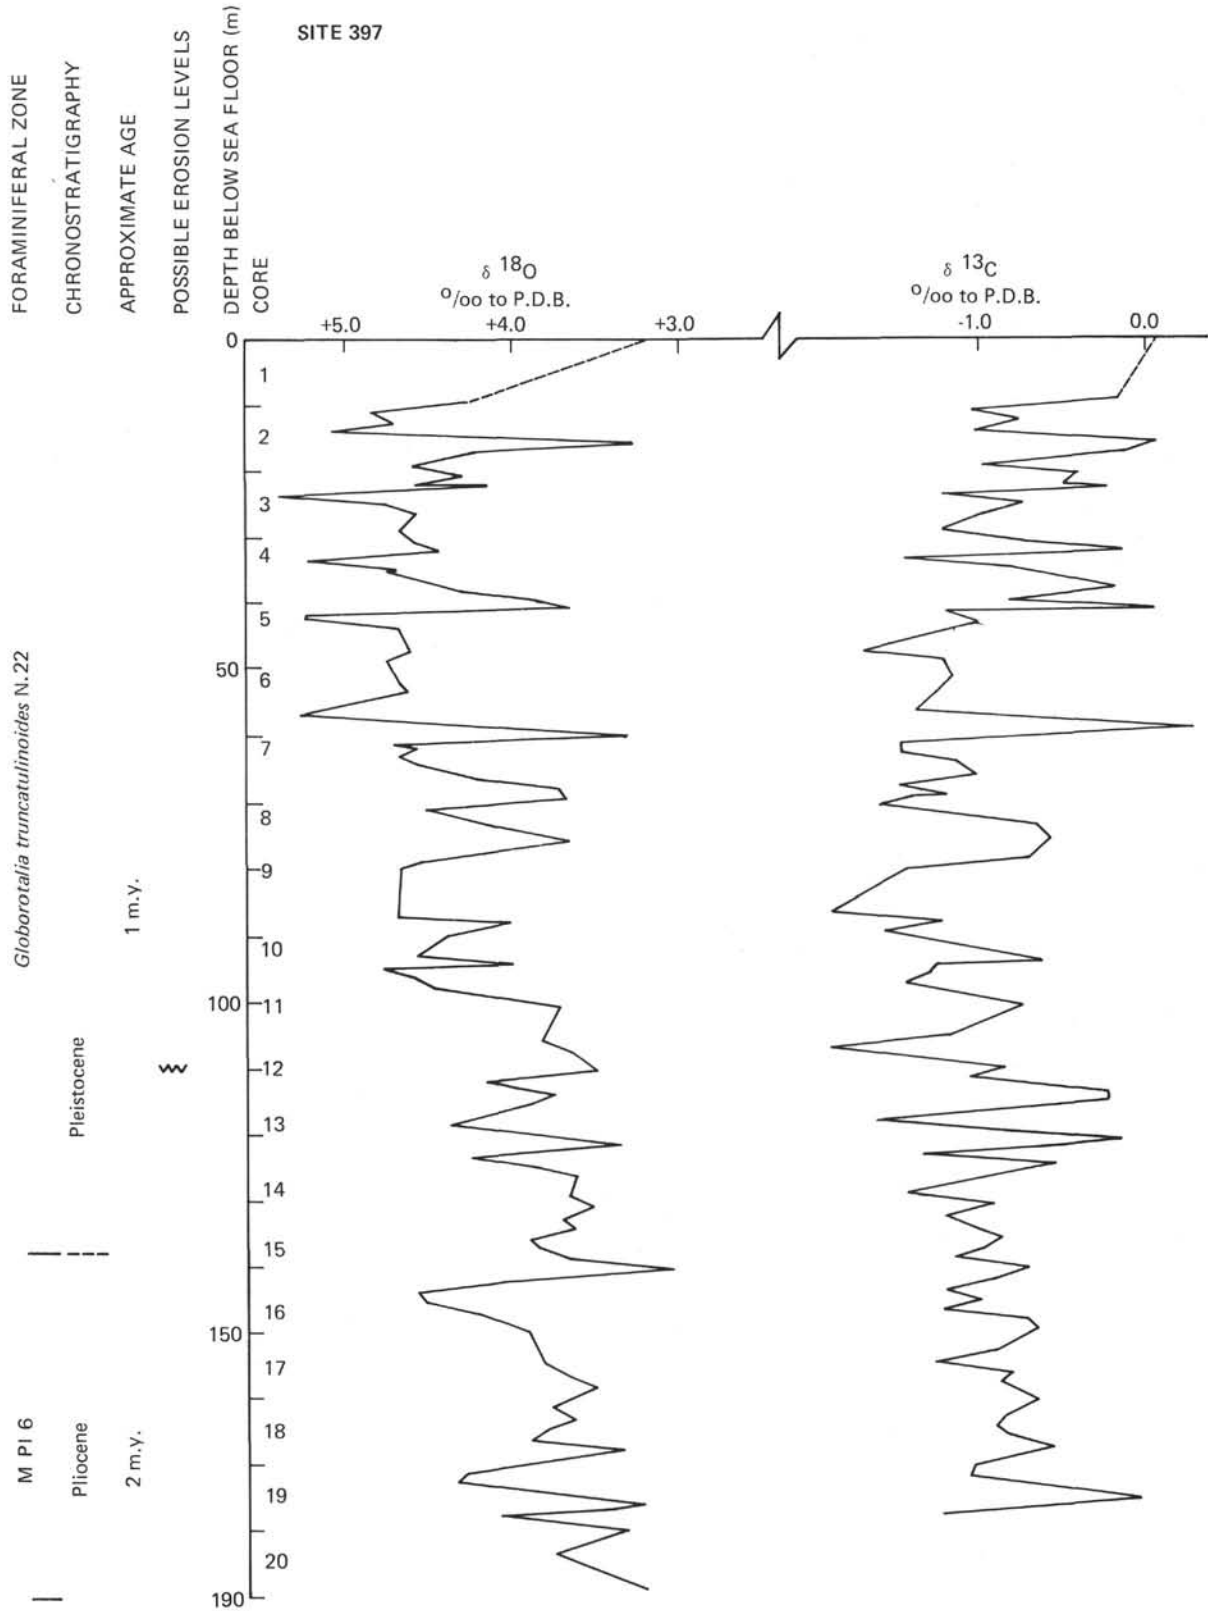 SITE 397
FORAMINIFERAL ZONE
CHRONOSTRATIGRAPHY
APPROXIMATE AGE
POSSIBLE EROSION LEVELS
DEPTH BELOW SEA FLOOR (m)
CORE
δ 18O
o/oo to P.D.B.
δ 13C
o/oo to P.D.B.
+5.0 +4.0 +3.0 -1.0 0.0
0
1
2
3
4
5
50
6
7
8
9
10
100 11
12
13
14
15
16
150
17
18
19
20
190
Globorotalia truncatulinoides N.22
M Pl 6
Pleistocene
Pliocene
1 m.y.
2 m.y.